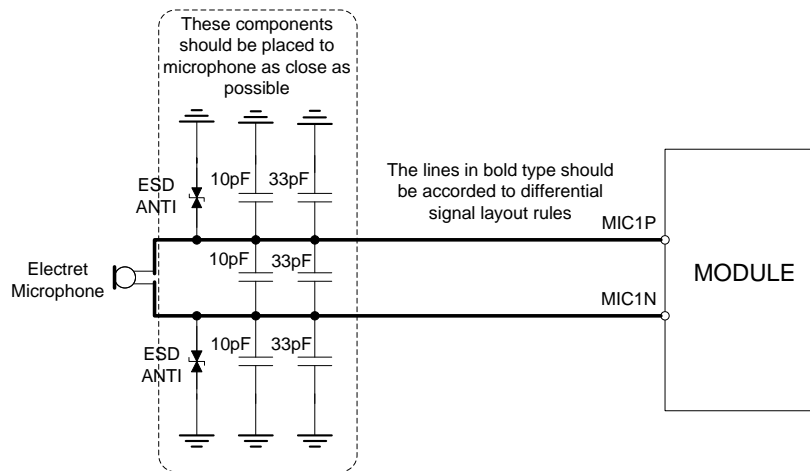 These components
should be placed to
microphone as close as
possible
10pF
33pF
ESD
ANTI
The lines in bold type should
be accorded to differential
signal layout rules
MIC1P
10pF
33pF
Electret
Microphone
MODULE
MIC1N
10pF
33pF
ESD
ANTI